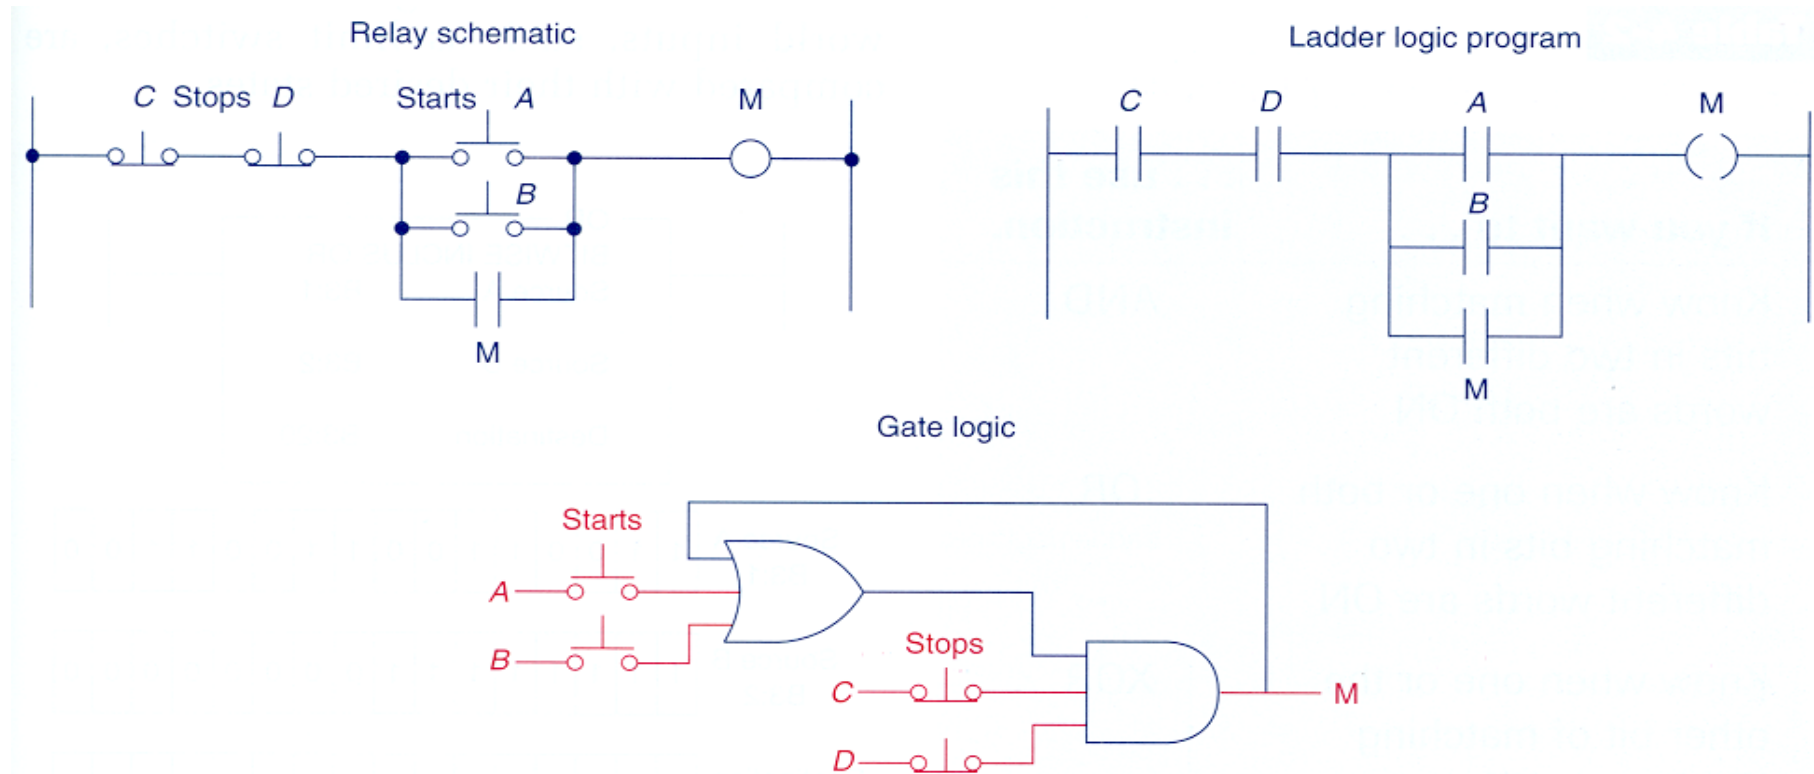 Relay schematic
C Stops D Starts A M
B
M
Ladder logic program
C D A M
B
M
Gate logic
Starts
A
B
Stops
C
M
D